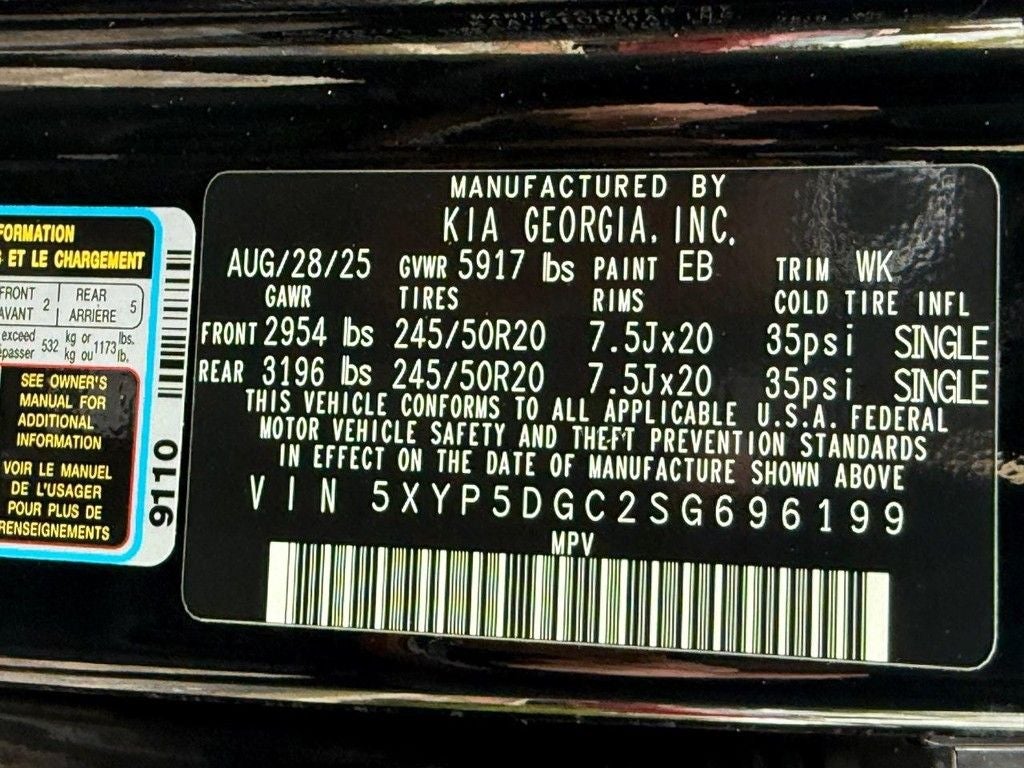 MANUFACTURED BY
KIA GEORGIA, INC.
AUG/28/25 GVWR 5917 lbs PAINT EB TRIM WK
GAWR TIRES RIMS COLD TIRE INFL
FRONT 2954 lbs 245/50R20 7.5Jx20 35psi SINGLE
REAR 3196 lbs 245/50R20 7.5Jx20 35psi SINGLE
THIS VEHICLE CONFORMS TO ALL APPLICABLE U.S.A. FEDERAL
MOTOR VEHICLE SAFETY AND THEFT PREVENTION STANDARDS
IN EFFECT ON THE DATE OF MANUFACTURE SHOWN ABOVE
VIN 5XYP5DGC2SG696199
MPV
FORMATION
ET LE CHARGEMENT
FRONT 2 REAR 5
AVANT ARRIÈRE
exceed 532 kg or 1173 lbs.
épasser kg ou lb.
SEE OWNER'S
MANUAL FOR
ADDITIONAL
INFORMATION
VOIR LE MANUEL
DE L'USAGER
POUR PLUS DE
RENSEIGNEMENTS
9110